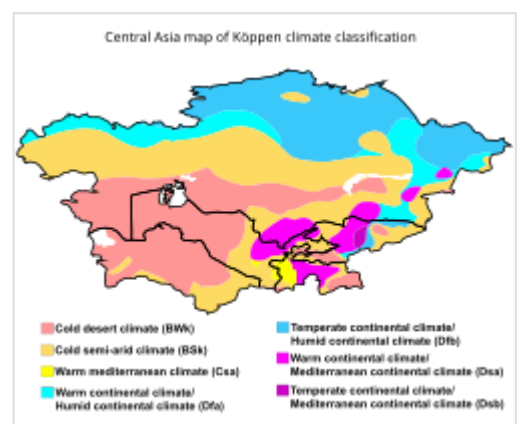 Central Asia map of Köppen climate classification
Cold desert climate (BWk)
Cold semi-arid climate (BSk)
Warm mediterranean climate (Csa)
Warm continental climate/
Humid continental climate (Dfa)
Temperate continental climate/
Humid continental climate (Dfb)
Warm continental climate/
Mediterranean continental climate (Dsa)
Temperate continental climate/
Mediterranean continental climate (Dsb)